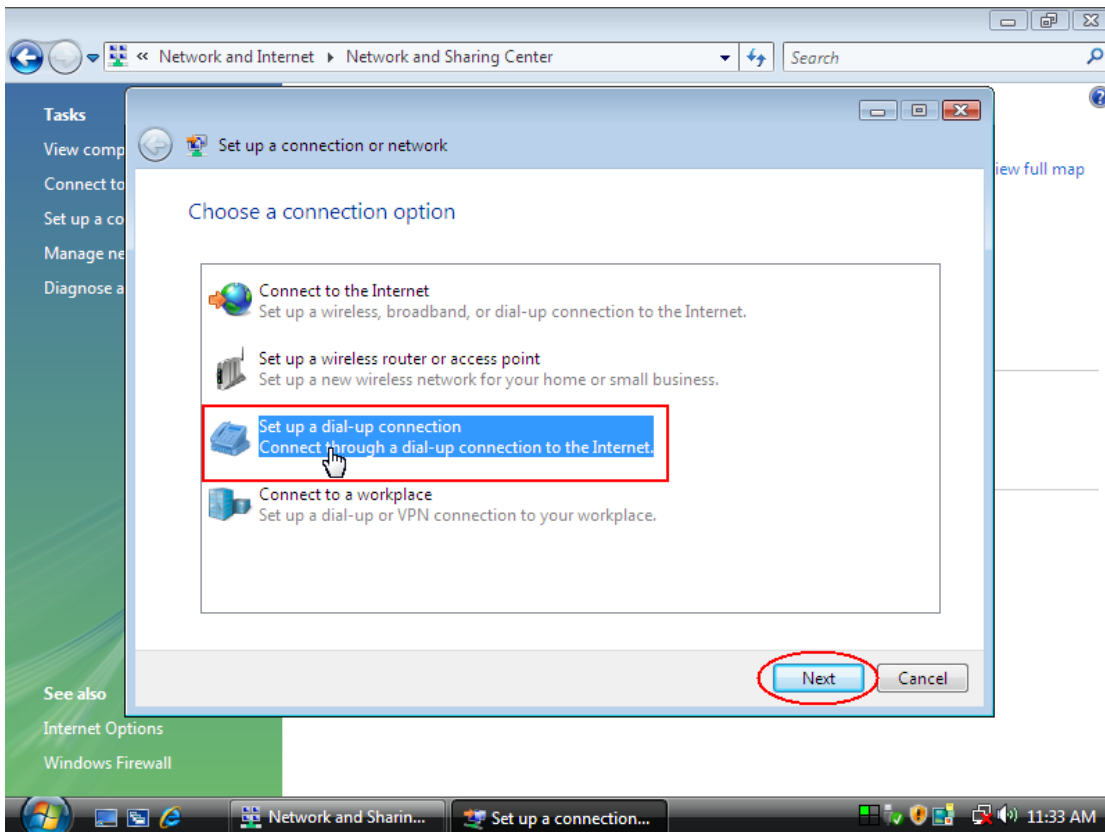 « Network and Internet ▸ Network and Sharing Center
Search
Tasks
View comp
Connect to
Set up a co
Manage ne
Diagnose a
iew full map
Set up a connection or network
Choose a connection option
Connect to the Internet
Set up a wireless, broadband, or dial-up connection to the Internet.
Set up a wireless router or access point
Set up a new wireless network for your home or small business.
Set up a dial-up connection
Connect through a dial-up connection to the Internet.
Connect to a workplace
Set up a dial-up or VPN connection to your workplace.
Next
Cancel
See also
Internet Options
Windows Firewall
Network and Sharin...
Set up a connection...
11:33 AM